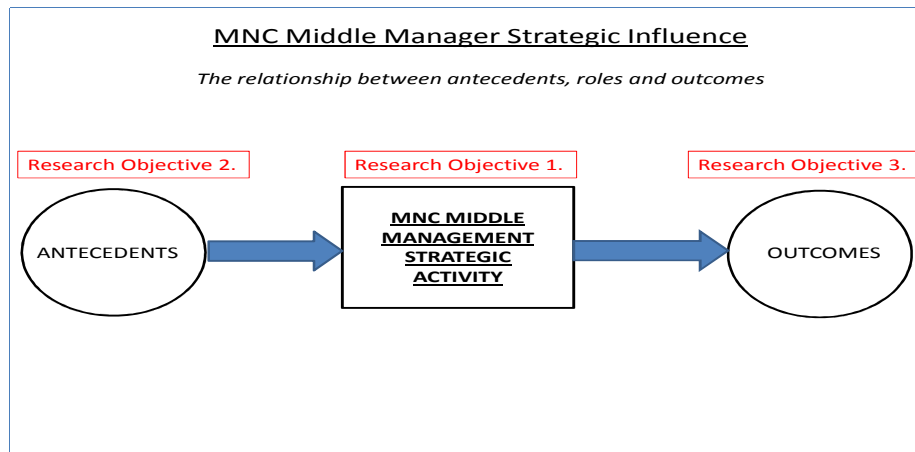 MNC Middle Manager Strategic Influence
The relationship between antecedents, roles and outcomes
Research Objective 2.
Research Objective 1.
Research Objective 3.
ANTECEDENTS
MNC MIDDLE
MANAGEMENT
STRATEGIC
ACTIVITY
OUTCOMES